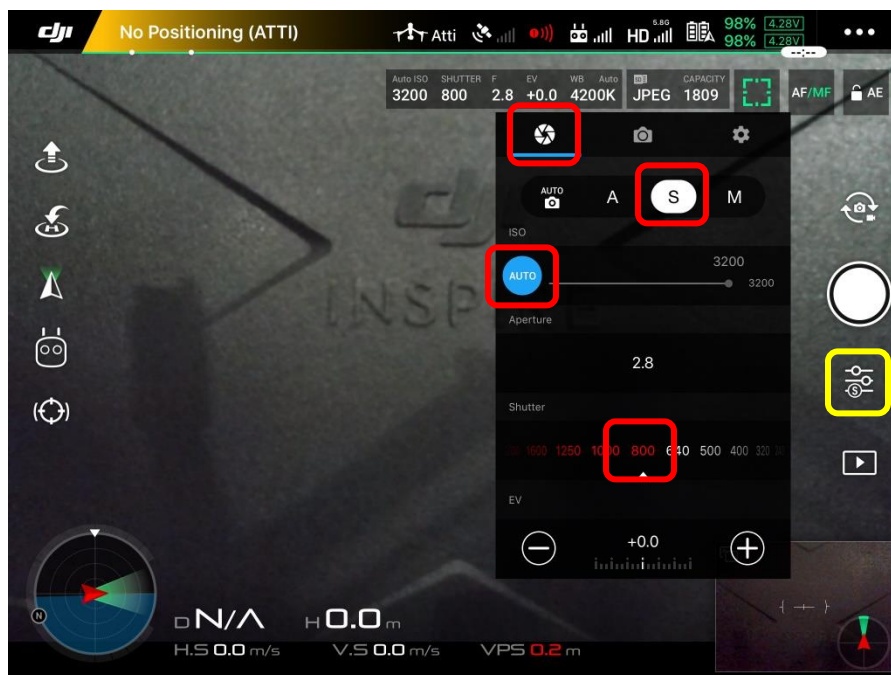 dji No Positioning (ATTI) Atti HD 5.8G 98% 4.28V
98% 4.28V
--:--
Auto ISO SHUTTER F EV WB Auto CAPACITY
3200 800 2.8 +0.0 4200K JPEG 1809 AF/MF AE
AUTO A S M
ISO
3200
AUTO 3200
INSP
Aperture
2.8
Shutter
1600 1250 1000 800 640 500 400 320
EV
+0.0
N
D N/A H 0.0 m
H.S 0.0 m/s V.S 0.0 m/s VPS 0.2 m
S